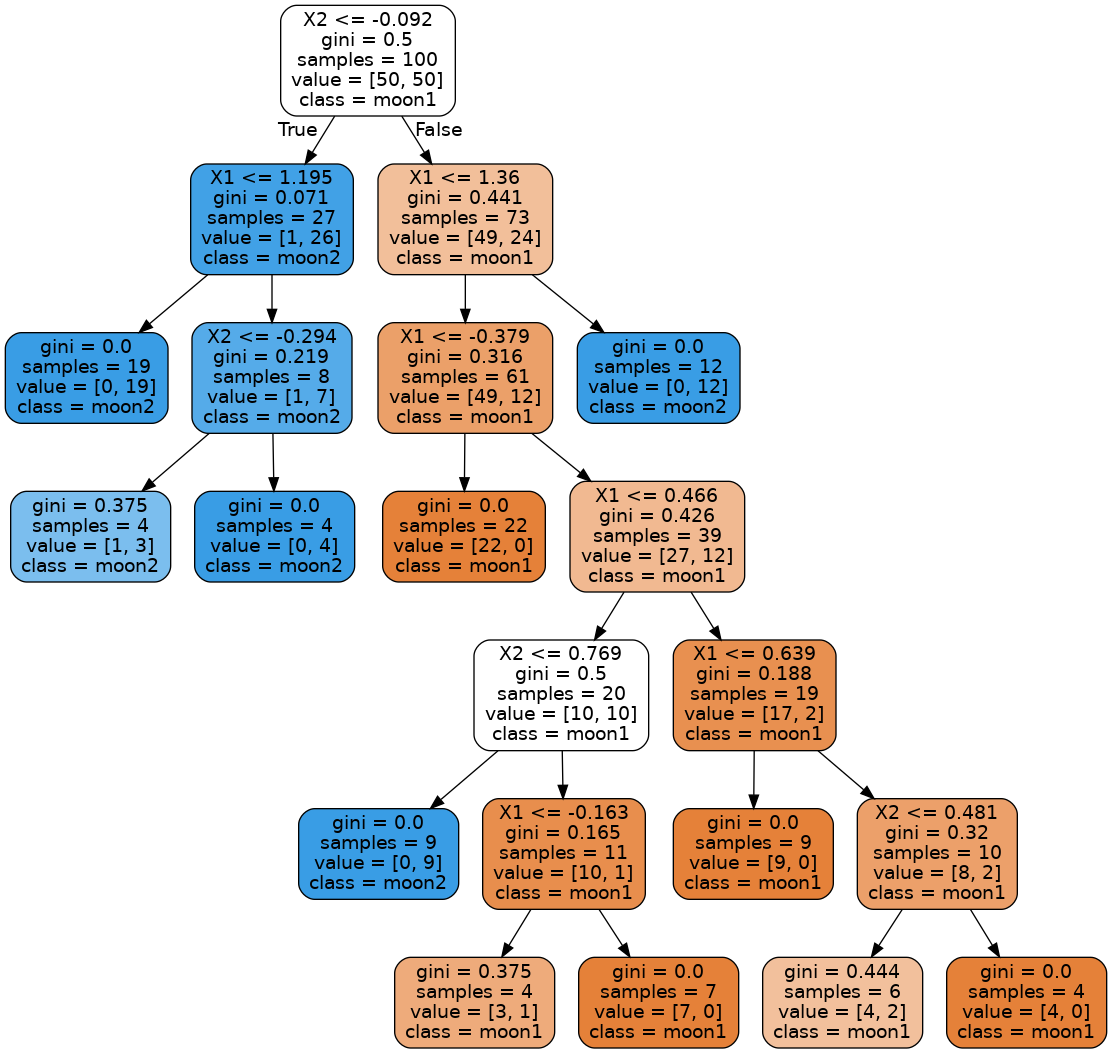 X2 <= -0.092
gini = 0.5
samples = 100
value = [50, 50]
class = moon1
True
False
X1 <= 1.195
gini = 0.071
samples = 27
value = [1, 26]
class = moon2
X1 <= 1.36
gini = 0.441
samples = 73
value = [49, 24]
class = moon1
gini = 0.0
samples = 19
value = [0, 19]
class = moon2
X2 <= -0.294
gini = 0.219
samples = 8
value = [1, 7]
class = moon2
X1 <= -0.379
gini = 0.316
samples = 61
value = [49, 12]
class = moon1
gini = 0.0
samples = 12
value = [0, 12]
class = moon2
gini = 0.375
samples = 4
value = [1, 3]
class = moon2
gini = 0.0
samples = 4
value = [0, 4]
class = moon2
gini = 0.0
samples = 22
value = [22, 0]
class = moon1
X1 <= 0.466
gini = 0.426
samples = 39
value = [27, 12]
class = moon1
X2 <= 0.769
gini = 0.5
samples = 20
value = [10, 10]
class = moon1
X1 <= 0.639
gini = 0.188
samples = 19
value = [17, 2]
class = moon1
gini = 0.0
samples = 9
value = [0, 9]
class = moon2
X1 <= -0.163
gini = 0.165
samples = 11
value = [10, 1]
class = moon1
gini = 0.0
samples = 9
value = [9, 0]
class = moon1
X2 <= 0.481
gini = 0.32
samples = 10
value = [8, 2]
class = moon1
gini = 0.375
samples = 4
value = [3, 1]
class = moon1
gini = 0.0
samples = 7
value = [7, 0]
class = moon1
gini = 0.444
samples = 6
value = [4, 2]
class = moon1
gini = 0.0
samples = 4
value = [4, 0]
class = moon1